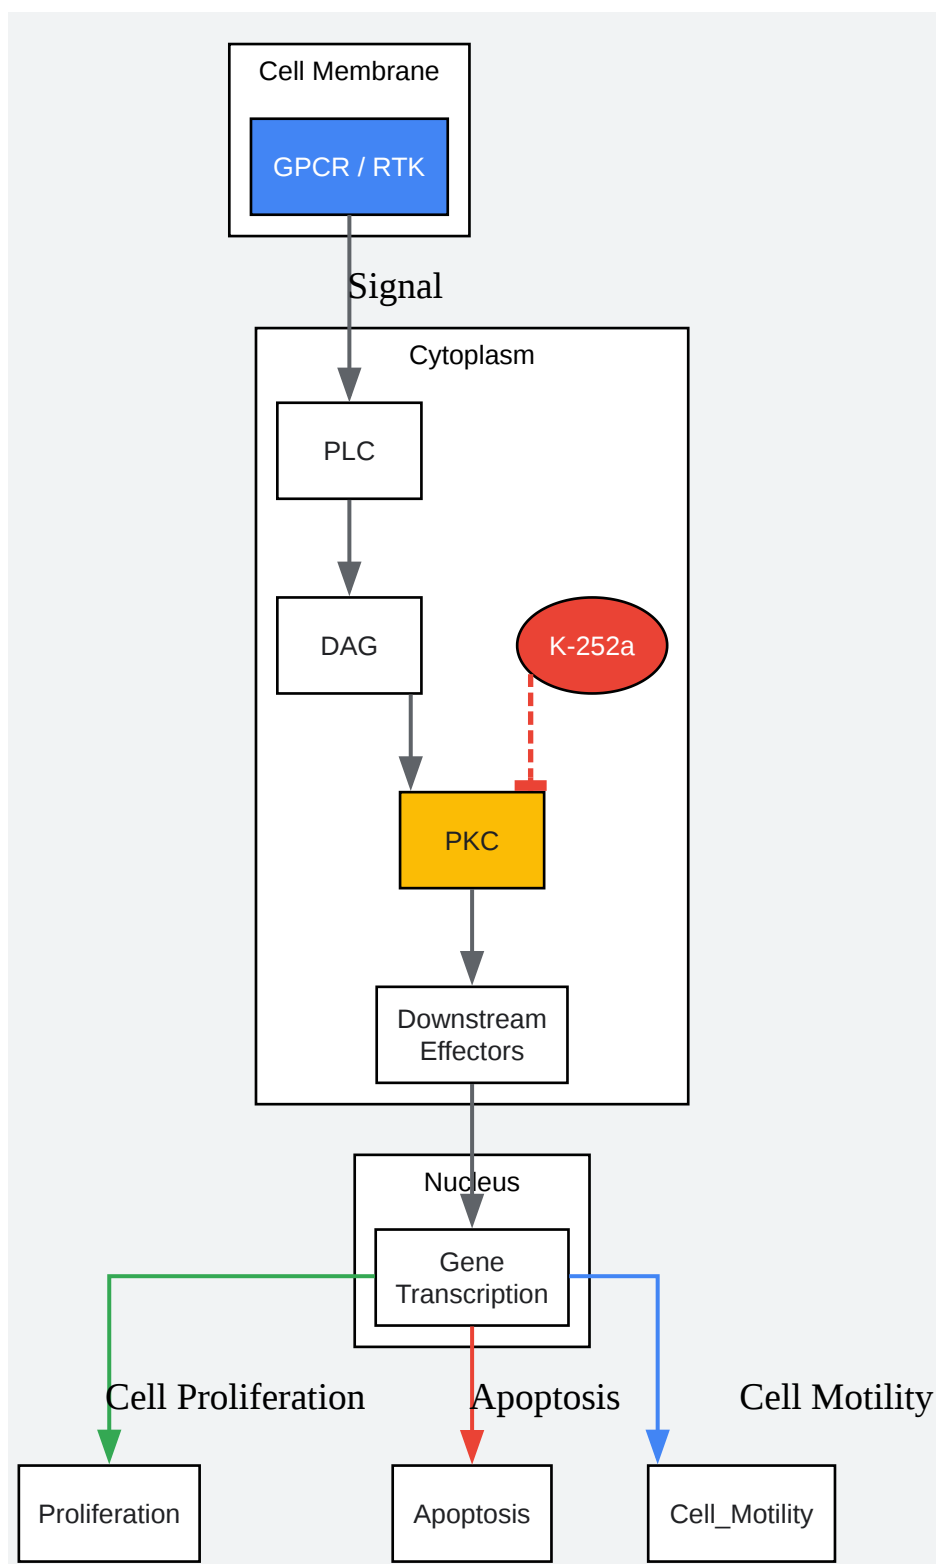 Cell Membrane
GPCR / RTK
Signal
Cytoplasm
PLC
DAG
K-252a
PKC
Downstream
Effectors
Nucleus
Gene
Transcription
Cell Proliferation
Apoptosis
Cell Motility
Proliferation
Apoptosis
Cell_Motility